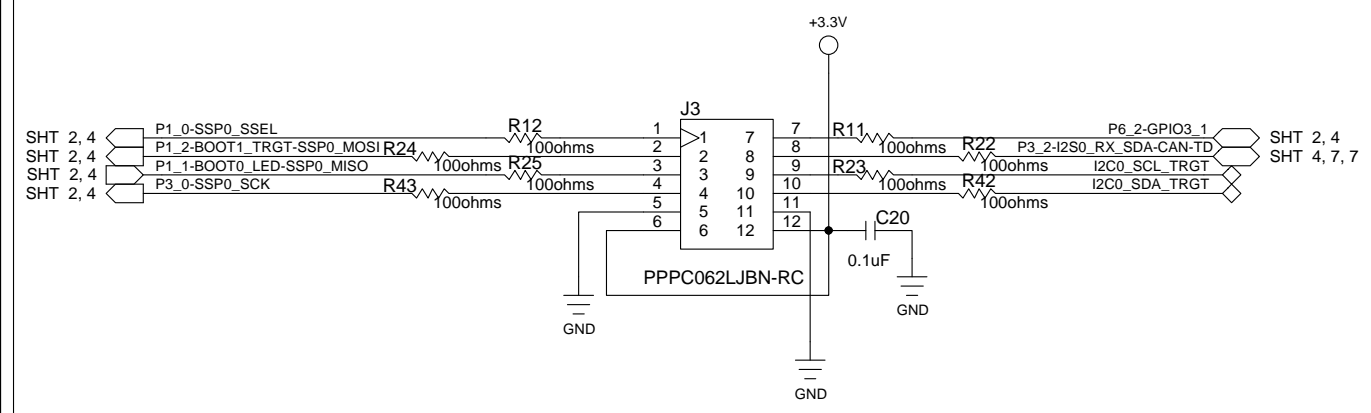 +3.3V
J3
SHT 2, 4
P1_0-SSP0_SSEL
R12
100ohms
1
1
7
7
R11
100ohms
P6_2-GPIO3_1
SHT 2, 4
SHT 2, 4
P1_2-BOOT1_TRGT-SSP0_MOSI
R24
100ohms
2
2
8
8
R22
100ohms
P3_2-I2S0_RX_SDA-CAN-TD
SHT 4, 7, 7
SHT 2, 4
P1_1-BOOT0_LED-SSP0_MISO
R25
100ohms
3
3
9
9
R23
100ohms
I2C0_SCL_TRGT
SHT 2, 4
P3_0-SSP0_SCK
R43
100ohms
4
4
10
10
R42
100ohms
I2C0_SDA_TRGT
5
5
11
11
6
6
12
12
C20
0.1uF
PPPC062LJBN-RC
GND
GND
GND